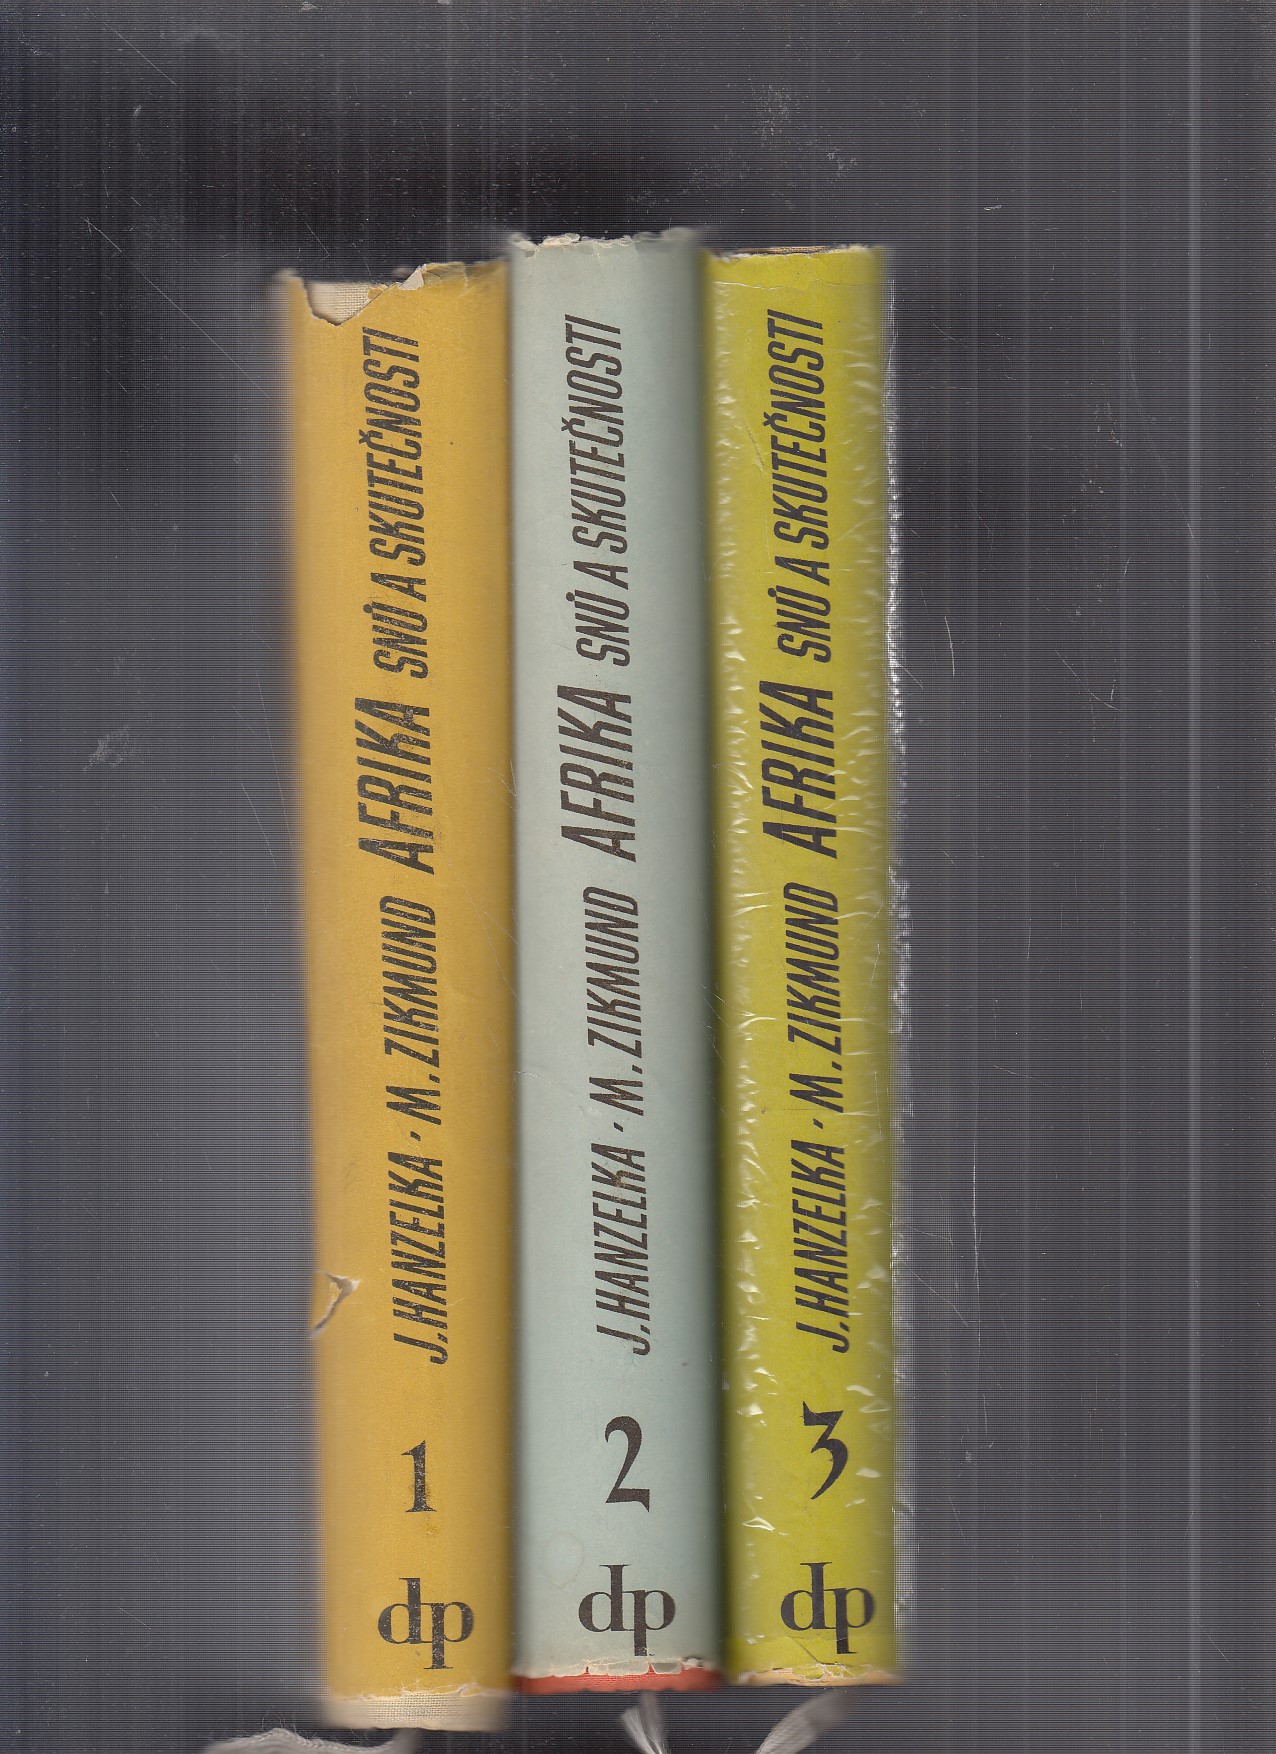 J. HANZELKA · M. ZIKMUND AFRIKA SNŮ A SKUTEČNOSTI
1
dp
J. HANZELKA · M. ZIKMUND AFRIKA SNŮ A SKUTEČNOSTI
2
dp
J. HANZELKA · M. ZIKMUND AFRIKA SNŮ A SKUTEČNOSTI
3
dp